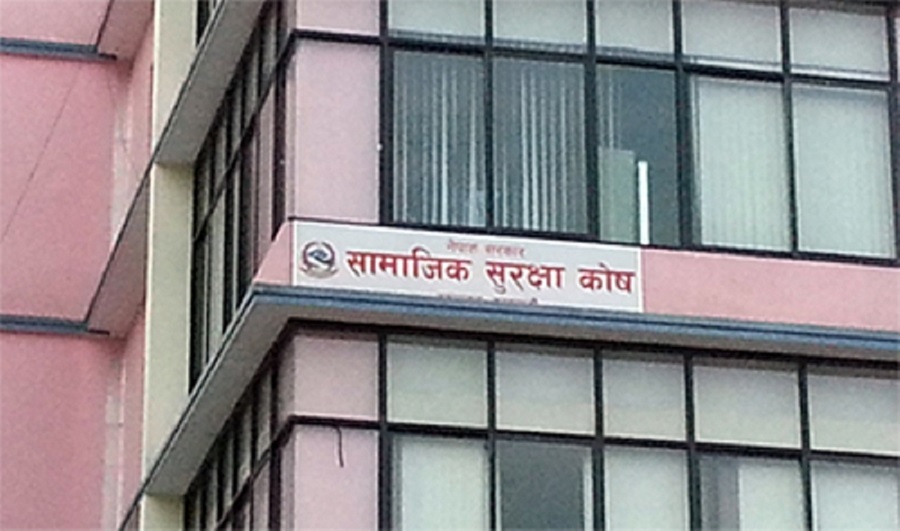 नेपाल सरकार
सामाजिक सुरक्षा कोष